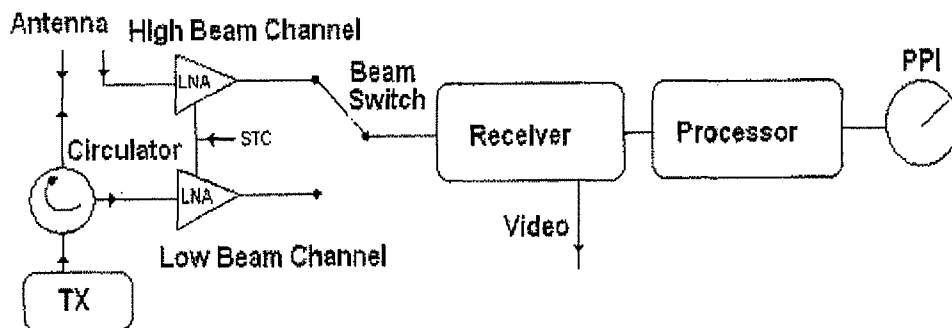 Antenna
High Beam Channel
LNA
Beam
Switch
PPI
Receiver
Processor
STC
Circulator
LNA
Video
Low Beam Channel
TX